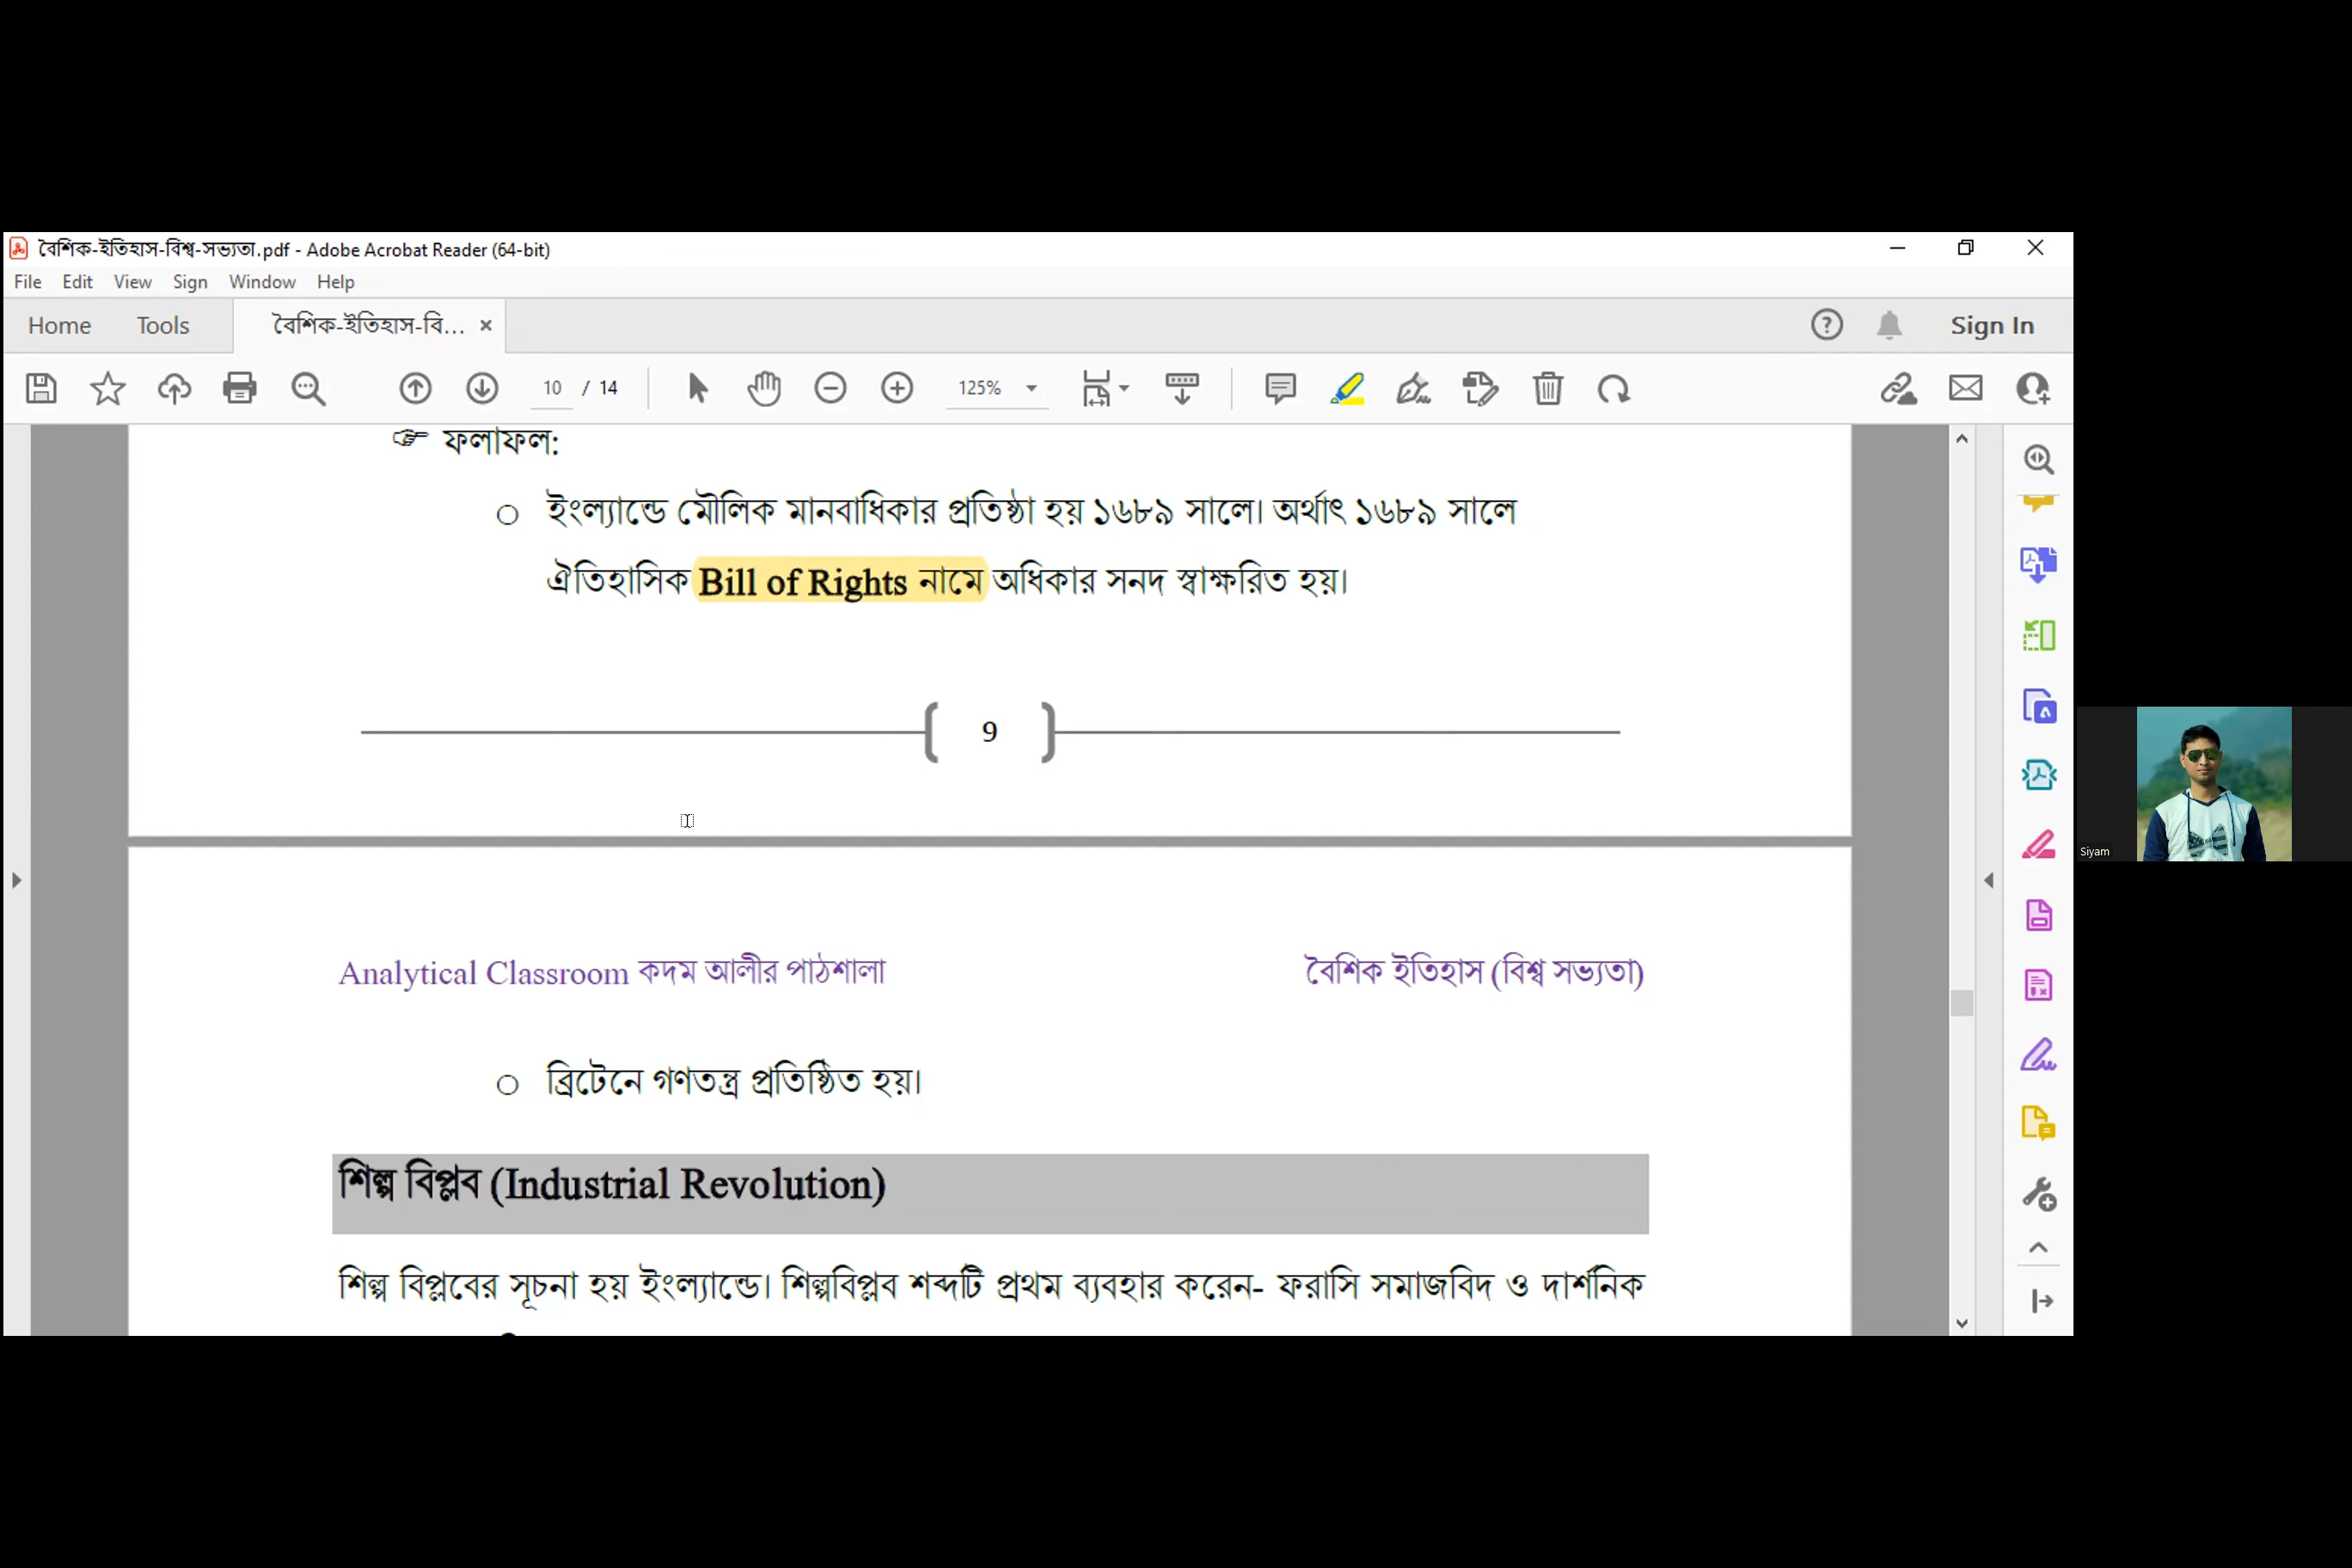 বৈশিক-ইতিহাস-বিশ্ব-সভ্যতা.pdf - Adobe Acrobat Reader (64-bit)
File Edit View Sign Window Help
Home Tools বৈশিক-ইতিহাস-বি... × Sign In
10 / 14 125%
☞ ফলাফল:
○ ইংল্যান্ডে মৌলিক মানবাধিকার প্রতিষ্ঠা হয় ১৬৮৯ সালে। অর্থাৎ ১৬৮৯ সালে
ঐতিহাসিক Bill of Rights নামে অধিকার সনদ স্বাক্ষরিত হয়।
9
Siyam
Analytical Classroom কদম আলীর পাঠশালা বৈশিক ইতিহাস (বিশ্ব সভ্যতা)
○ ব্রিটেনে গণতন্ত্র প্রতিষ্ঠিত হয়।
শিল্প বিপ্লব (Industrial Revolution)
শিল্প বিপ্লবের সূচনা হয় ইংল্যান্ডে। শিল্পবিপ্লব শব্দটি প্রথম ব্যবহার করেন- ফরাসি সমাজবিদ ও দার্শনিক